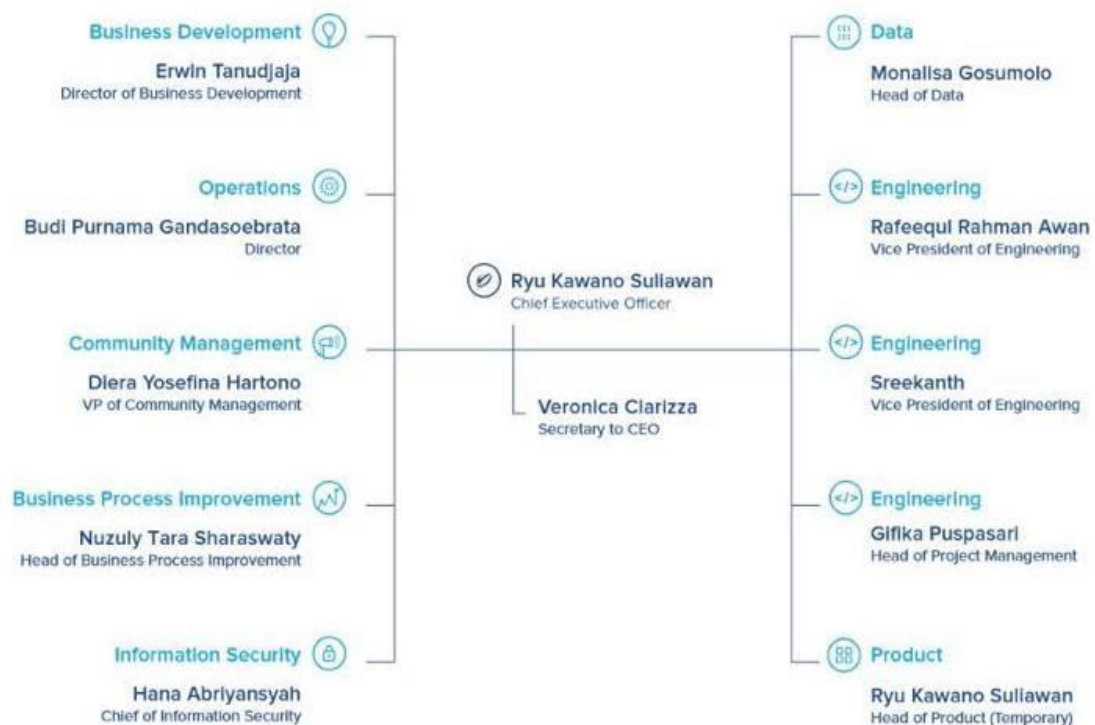 Business Development
Erwin Tanudjaja
Director of Business Development
Operations
Budi Purnama Gandasoebrata
Director
Community Management
Diera Yosefina Hartono
VP of Community Management
Business Process Improvement
Nuzuly Tara Sharaswaty
Head of Business Process Improvement
Information Security
Hana Abriyansyah
Chief of Information Security
Ryu Kawano Suliawan
Chief Executive Officer
Veronica Clarizza
Secretary to CEO
Data
Monalisa Gosumolo
Head of Data
</> Engineering
Rafeequl Rahman Awan
Vice President of Engineering
</> Engineering
Sreekanth
Vice President of Engineering
</> Engineering
Gifika Puspasari
Head of Project Management
Product
Ryu Kawano Suliawan
Head of Product (Temporary)